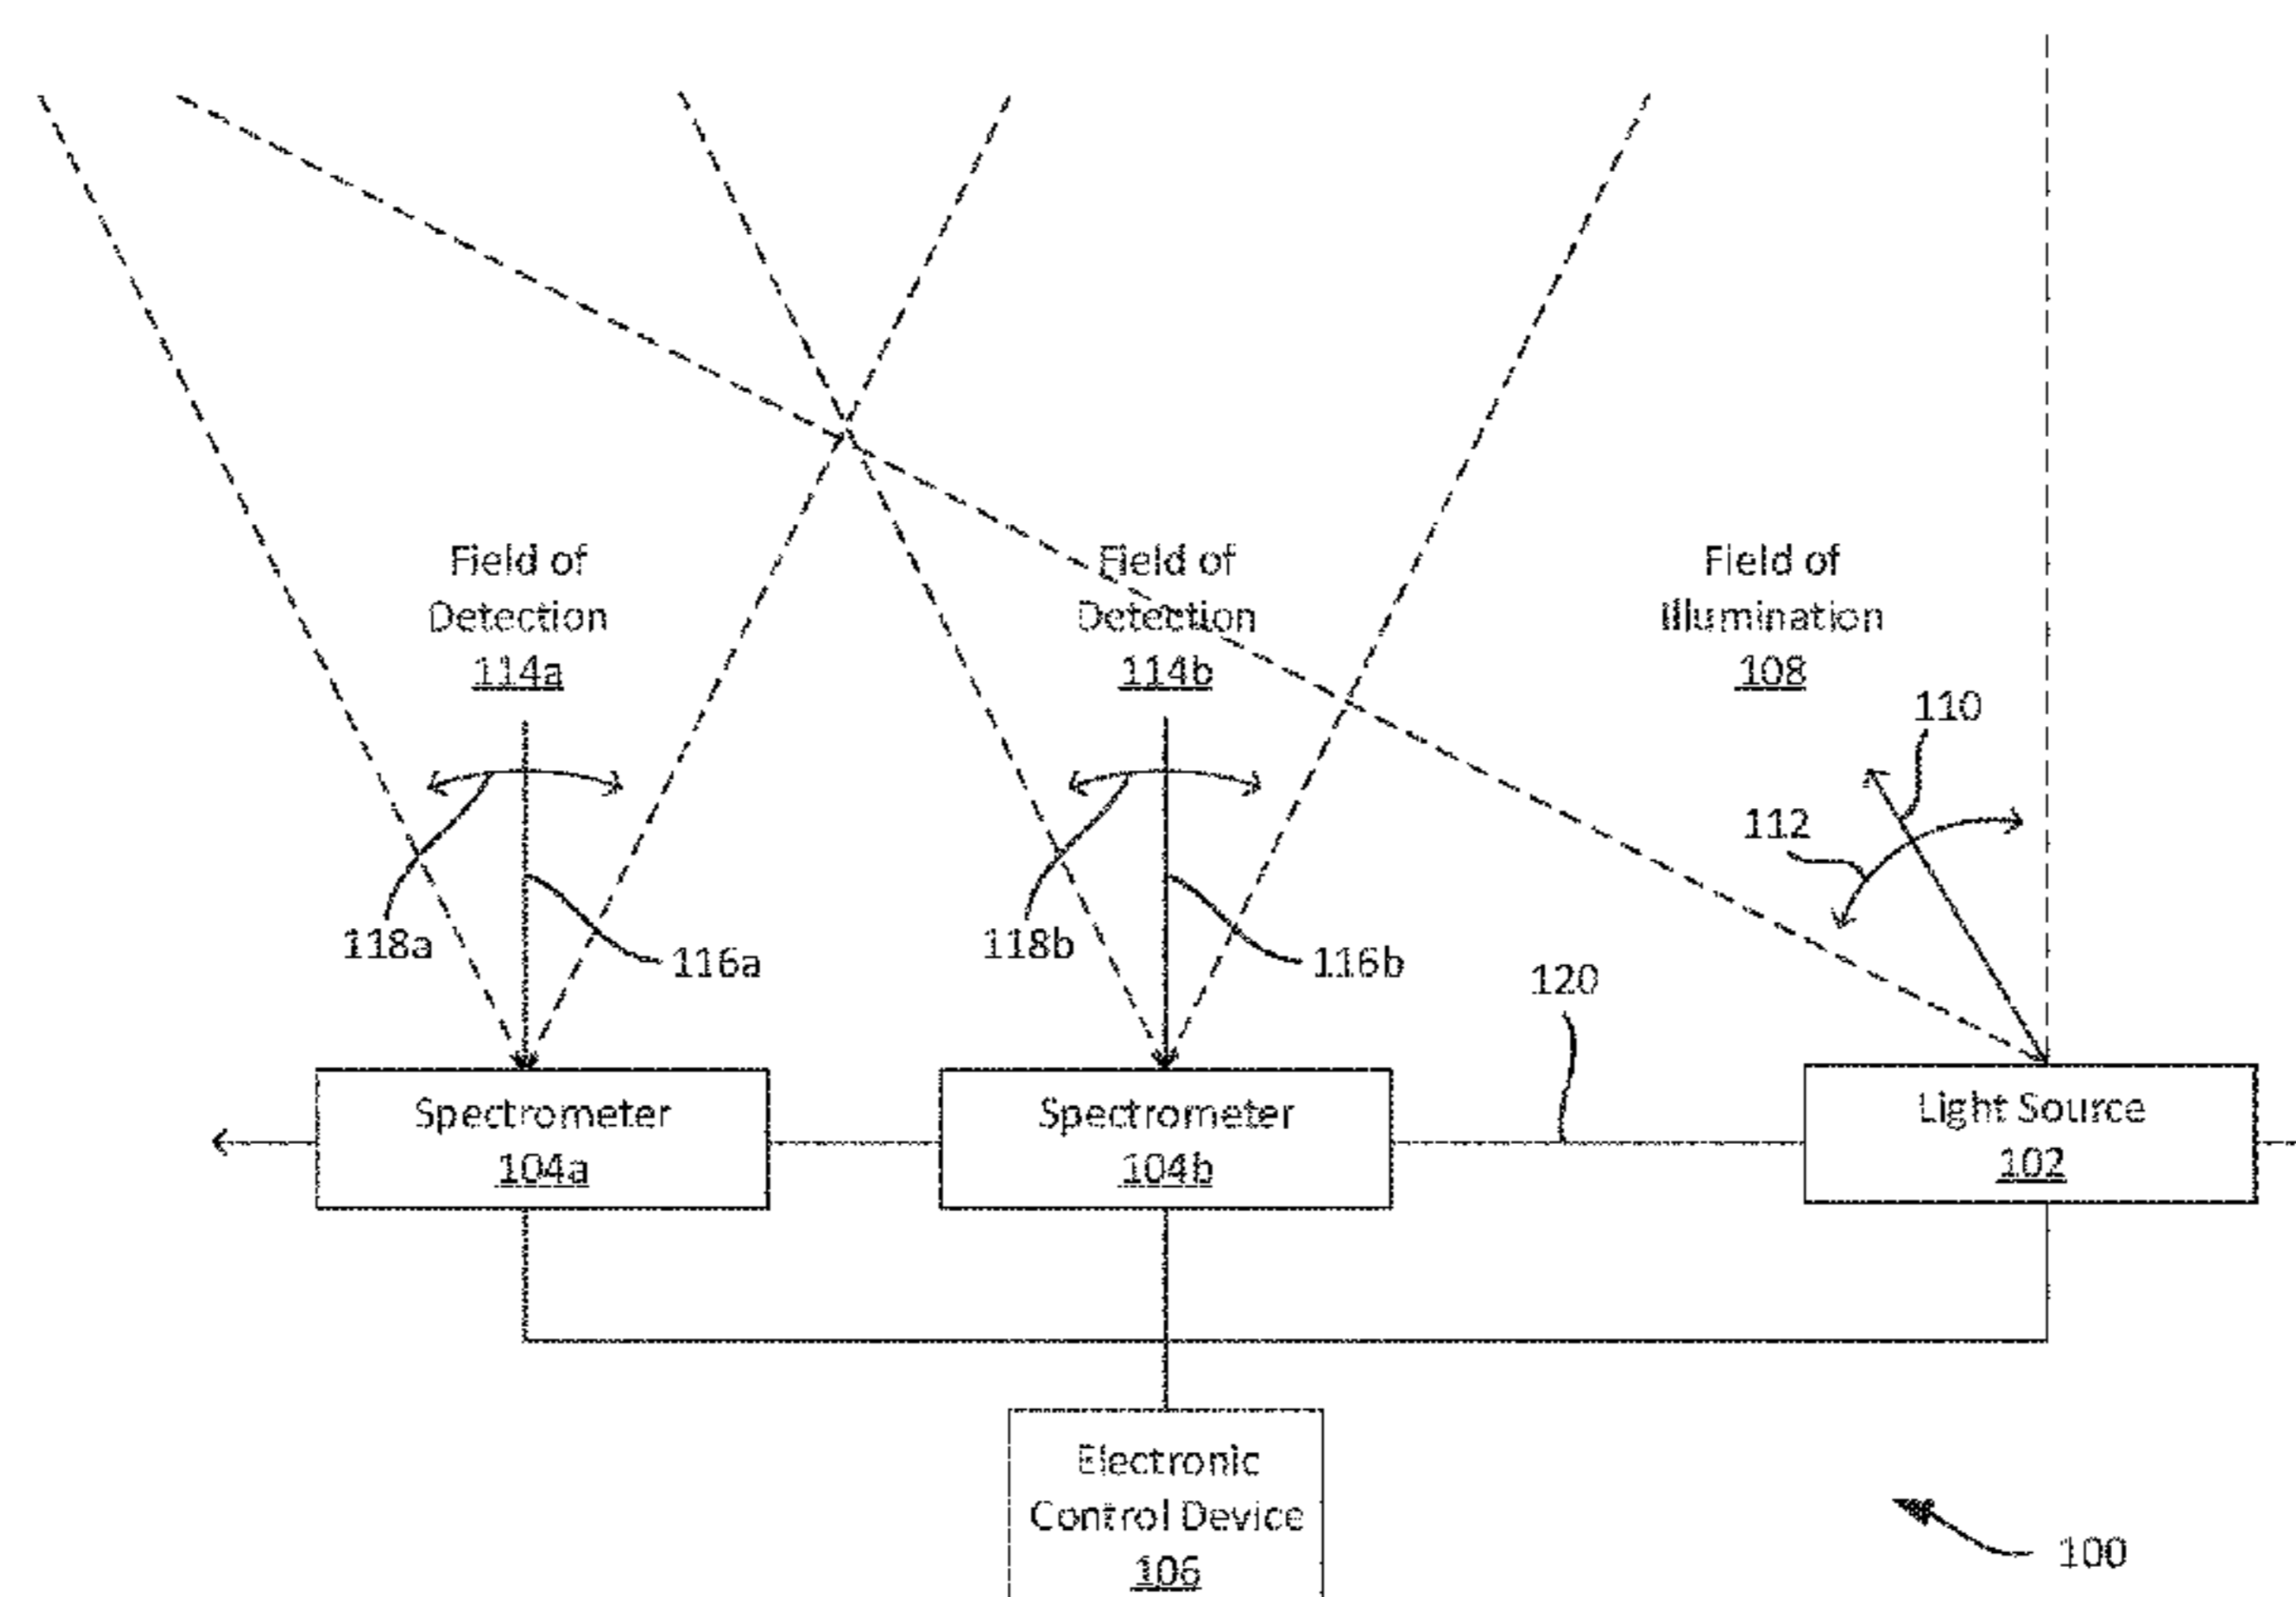 Field of
Detection
114a
Field of
Detection
114b
Field of
Illumination
108
110
112
118a
116a
118b
116b
120
Spectrometer
104a
Spectrometer
104b
Light Source
102
Electronic
Control Device
106
100